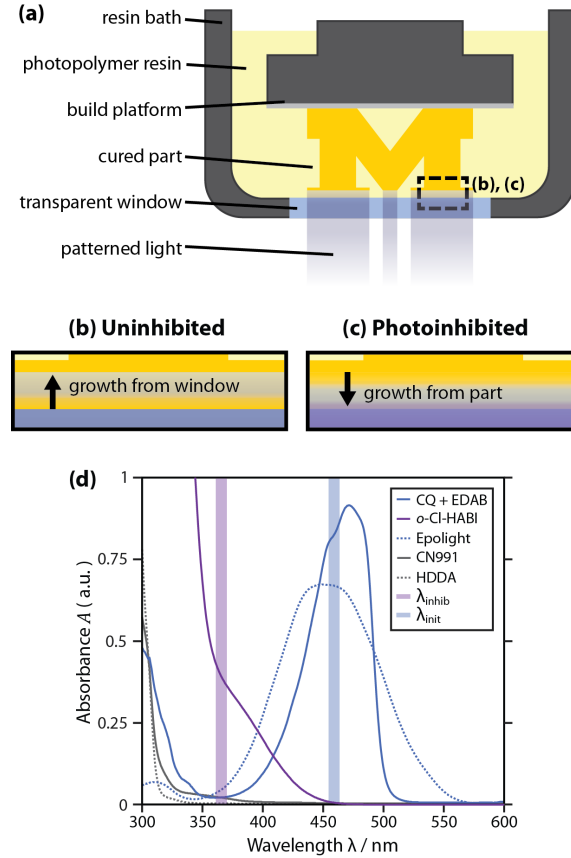 (a)
resin bath
photopolymer resin
build platform
cured part
transparent window
patterned light
(b), (c)
(b) Uninhibited
(c) Photoinhibited
growth from window
growth from part
(d)
1
0.75
0.5
0.25
0
Absorbance A ( a.u. )
CQ + EDAB
o-Cl-HABI
Epolight
CN991
HDDA
λinhib
λinit
300
350
400
450
500
550
600
Wavelength λ / nm